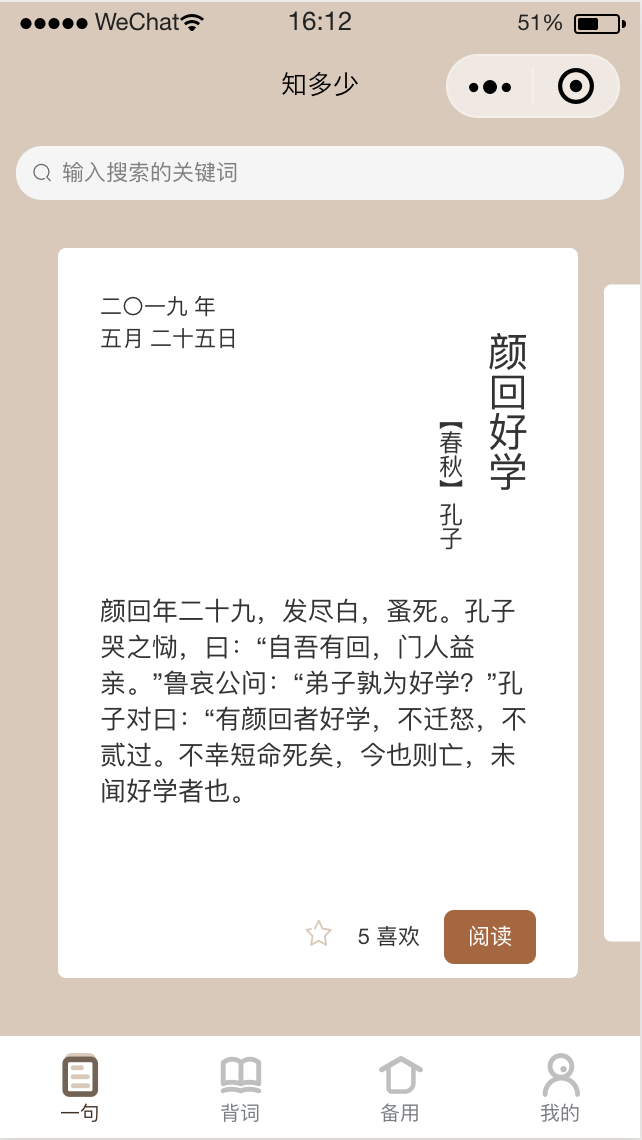 WeChat 16:12 51%
知多少
输入搜索的关键词
二〇一九 年
五月 二十五日
颜回好学
【春秋】孔子
颜回年二十九，发尽白，蚤死。孔子
哭之恸，曰：“自吾有回，门人益
亲。”鲁哀公问：“弟子孰为好学？”孔
子对曰：“有颜回者好学，不迁怒，不
贰过。不幸短命死矣，今也则亡，未
闻好学者也。
5 喜欢 阅读
一句 背词 备用 我的